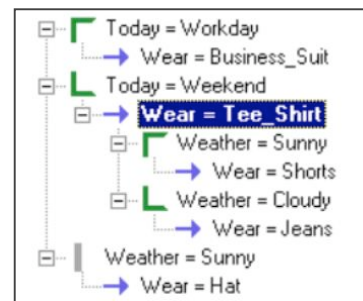 Today = Workday
Wear = Business_Suit
Today = Weekend
Wear = Tee_Shirt
Weather = Sunny
Wear = Shorts
Weather = Cloudy
Wear = Jeans
Weather = Sunny
Wear = Hat